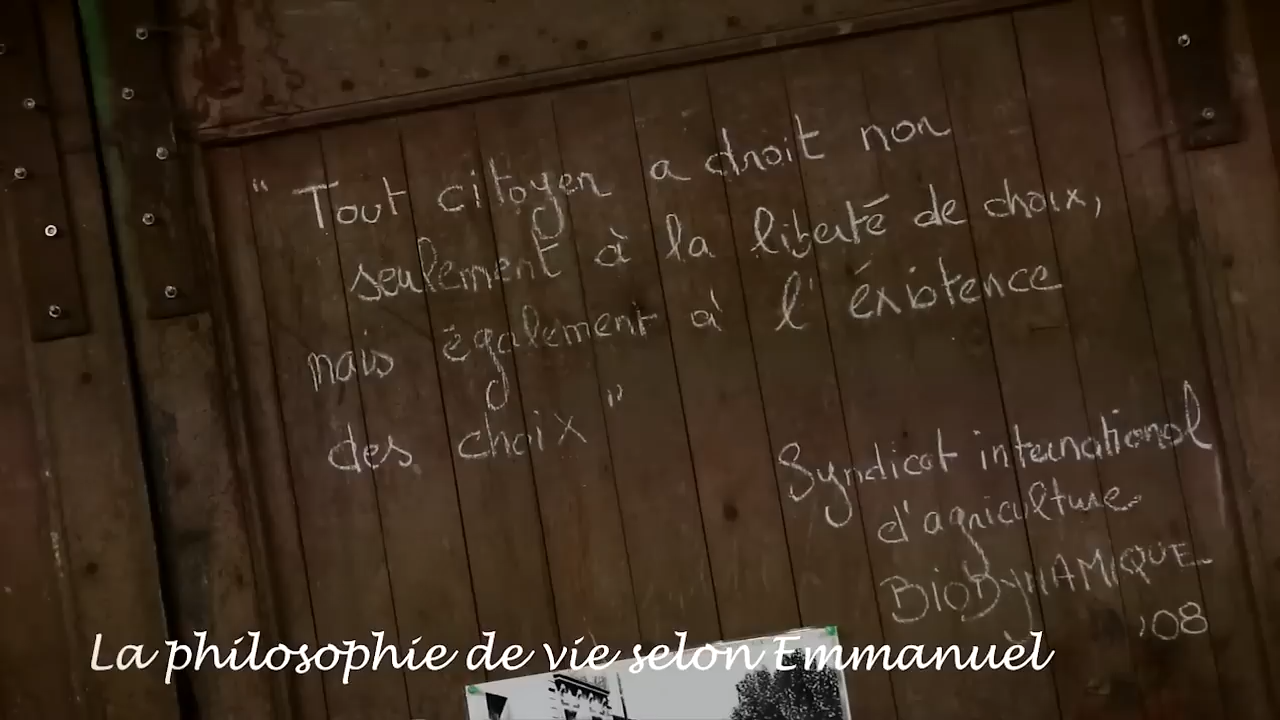 “ Tout citoyen a droit non
seulement à la liberté de choix,
mais également à l'éxistence
des choix ”
Syndicat international
d'agriculture
BIODYNAMIQUE
'08
La philosophie de vie selon Emmanuel